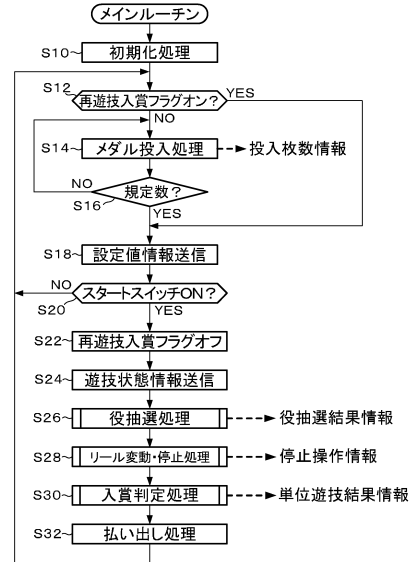 メインルーチン
S10 初期化処理
S12 再遊技入賞フラグオン? YES
NO
S14 メダル投入処理 投入枚数情報
NO 規定数?
S16 YES
S18 設定値情報送信
NO スタートスイッチON?
S20 YES
S22 再遊技入賞フラグオフ
S24 遊技状態情報送信
S26 役抽選処理 役抽選結果情報
S28 リール変動・停止処理 停止操作情報
S30 入賞判定処理 単位遊技結果情報
S32 払い出し処理